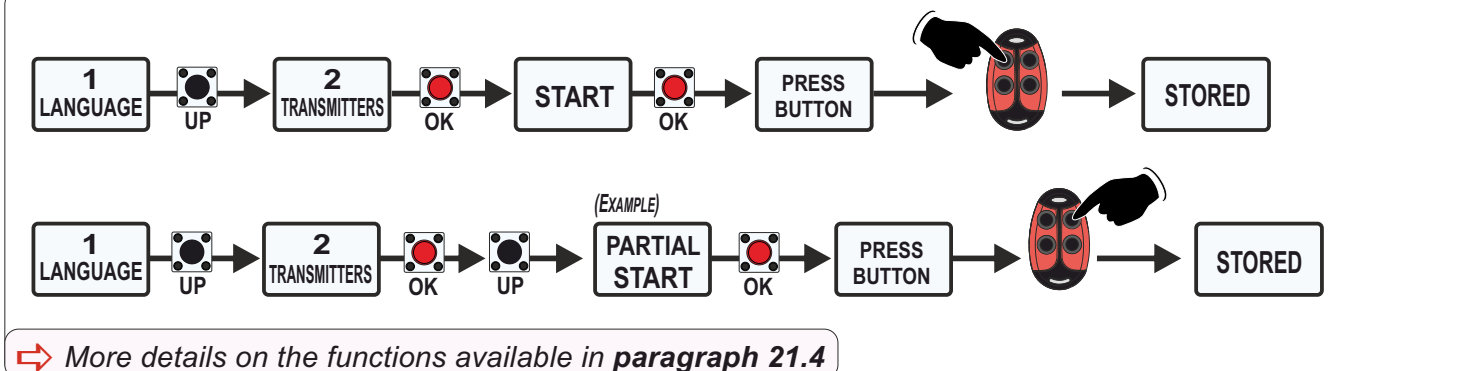 1
LANGUAGE
UP
2
TRANSMITTERS
OK
START
OK
PRESS
BUTTON
STORED
(EXAMPLE)
1
LANGUAGE
UP
2
TRANSMITTERS
OK
UP
PARTIAL
START
OK
PRESS
BUTTON
STORED
More details on the functions available in paragraph 21.4